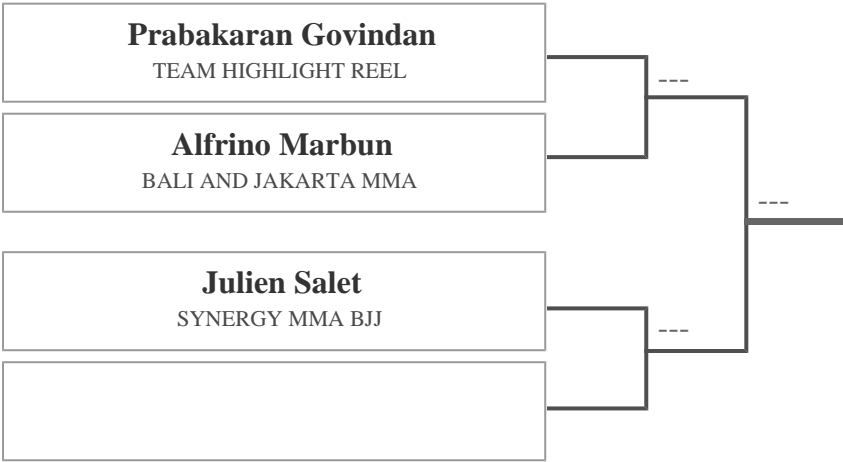 Prabakaran Govindan
TEAM HIGHLIGHT REEL
---
Alfrino Marbun
BALI AND JAKARTA MMA
---
Julien Salet
SYNERGY MMA BJJ
---